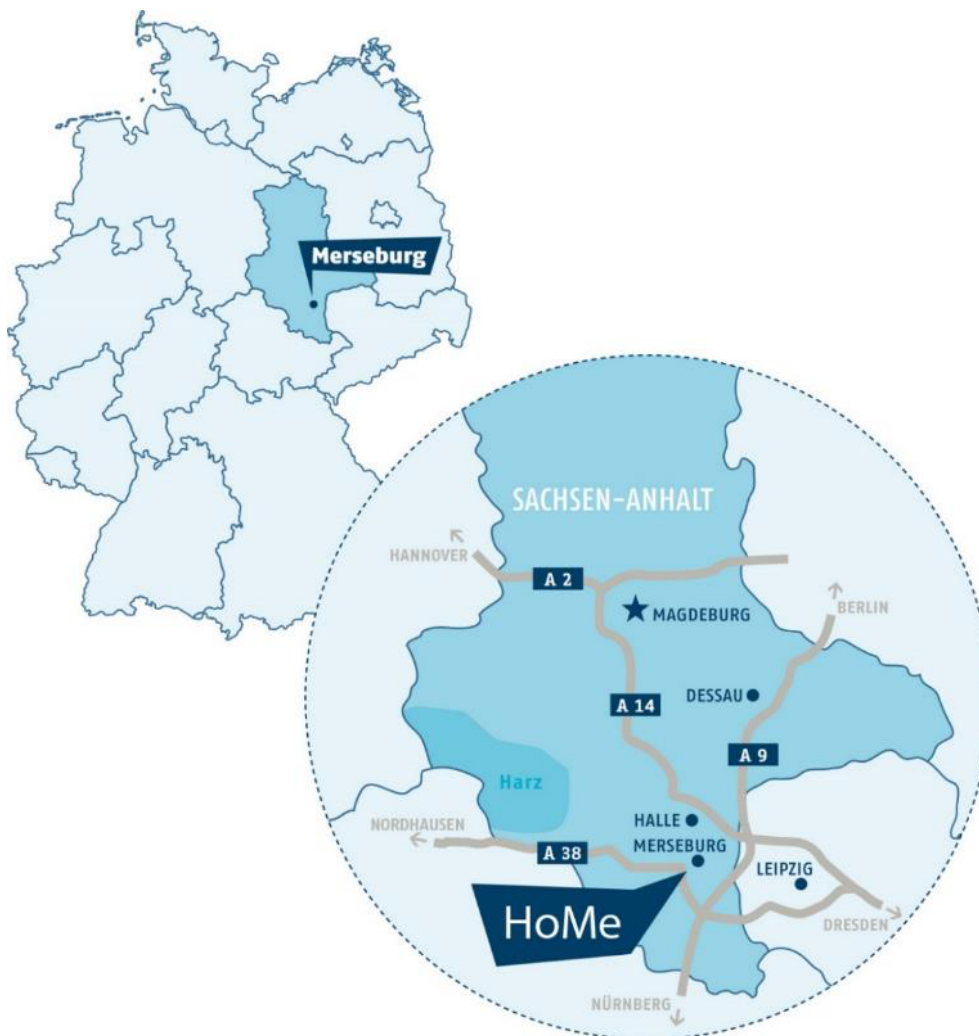 Merseburg
SACHSEN-ANHALT
HANNOVER
A 2
MAGDEBURG
BERLIN
DESSAU
A 14
A 9
Harz
HALLE
NORDHAUSEN
MERSEBURG
A 38
LEIPZIG
HoMe
DRESDEN
NÜRNBERG